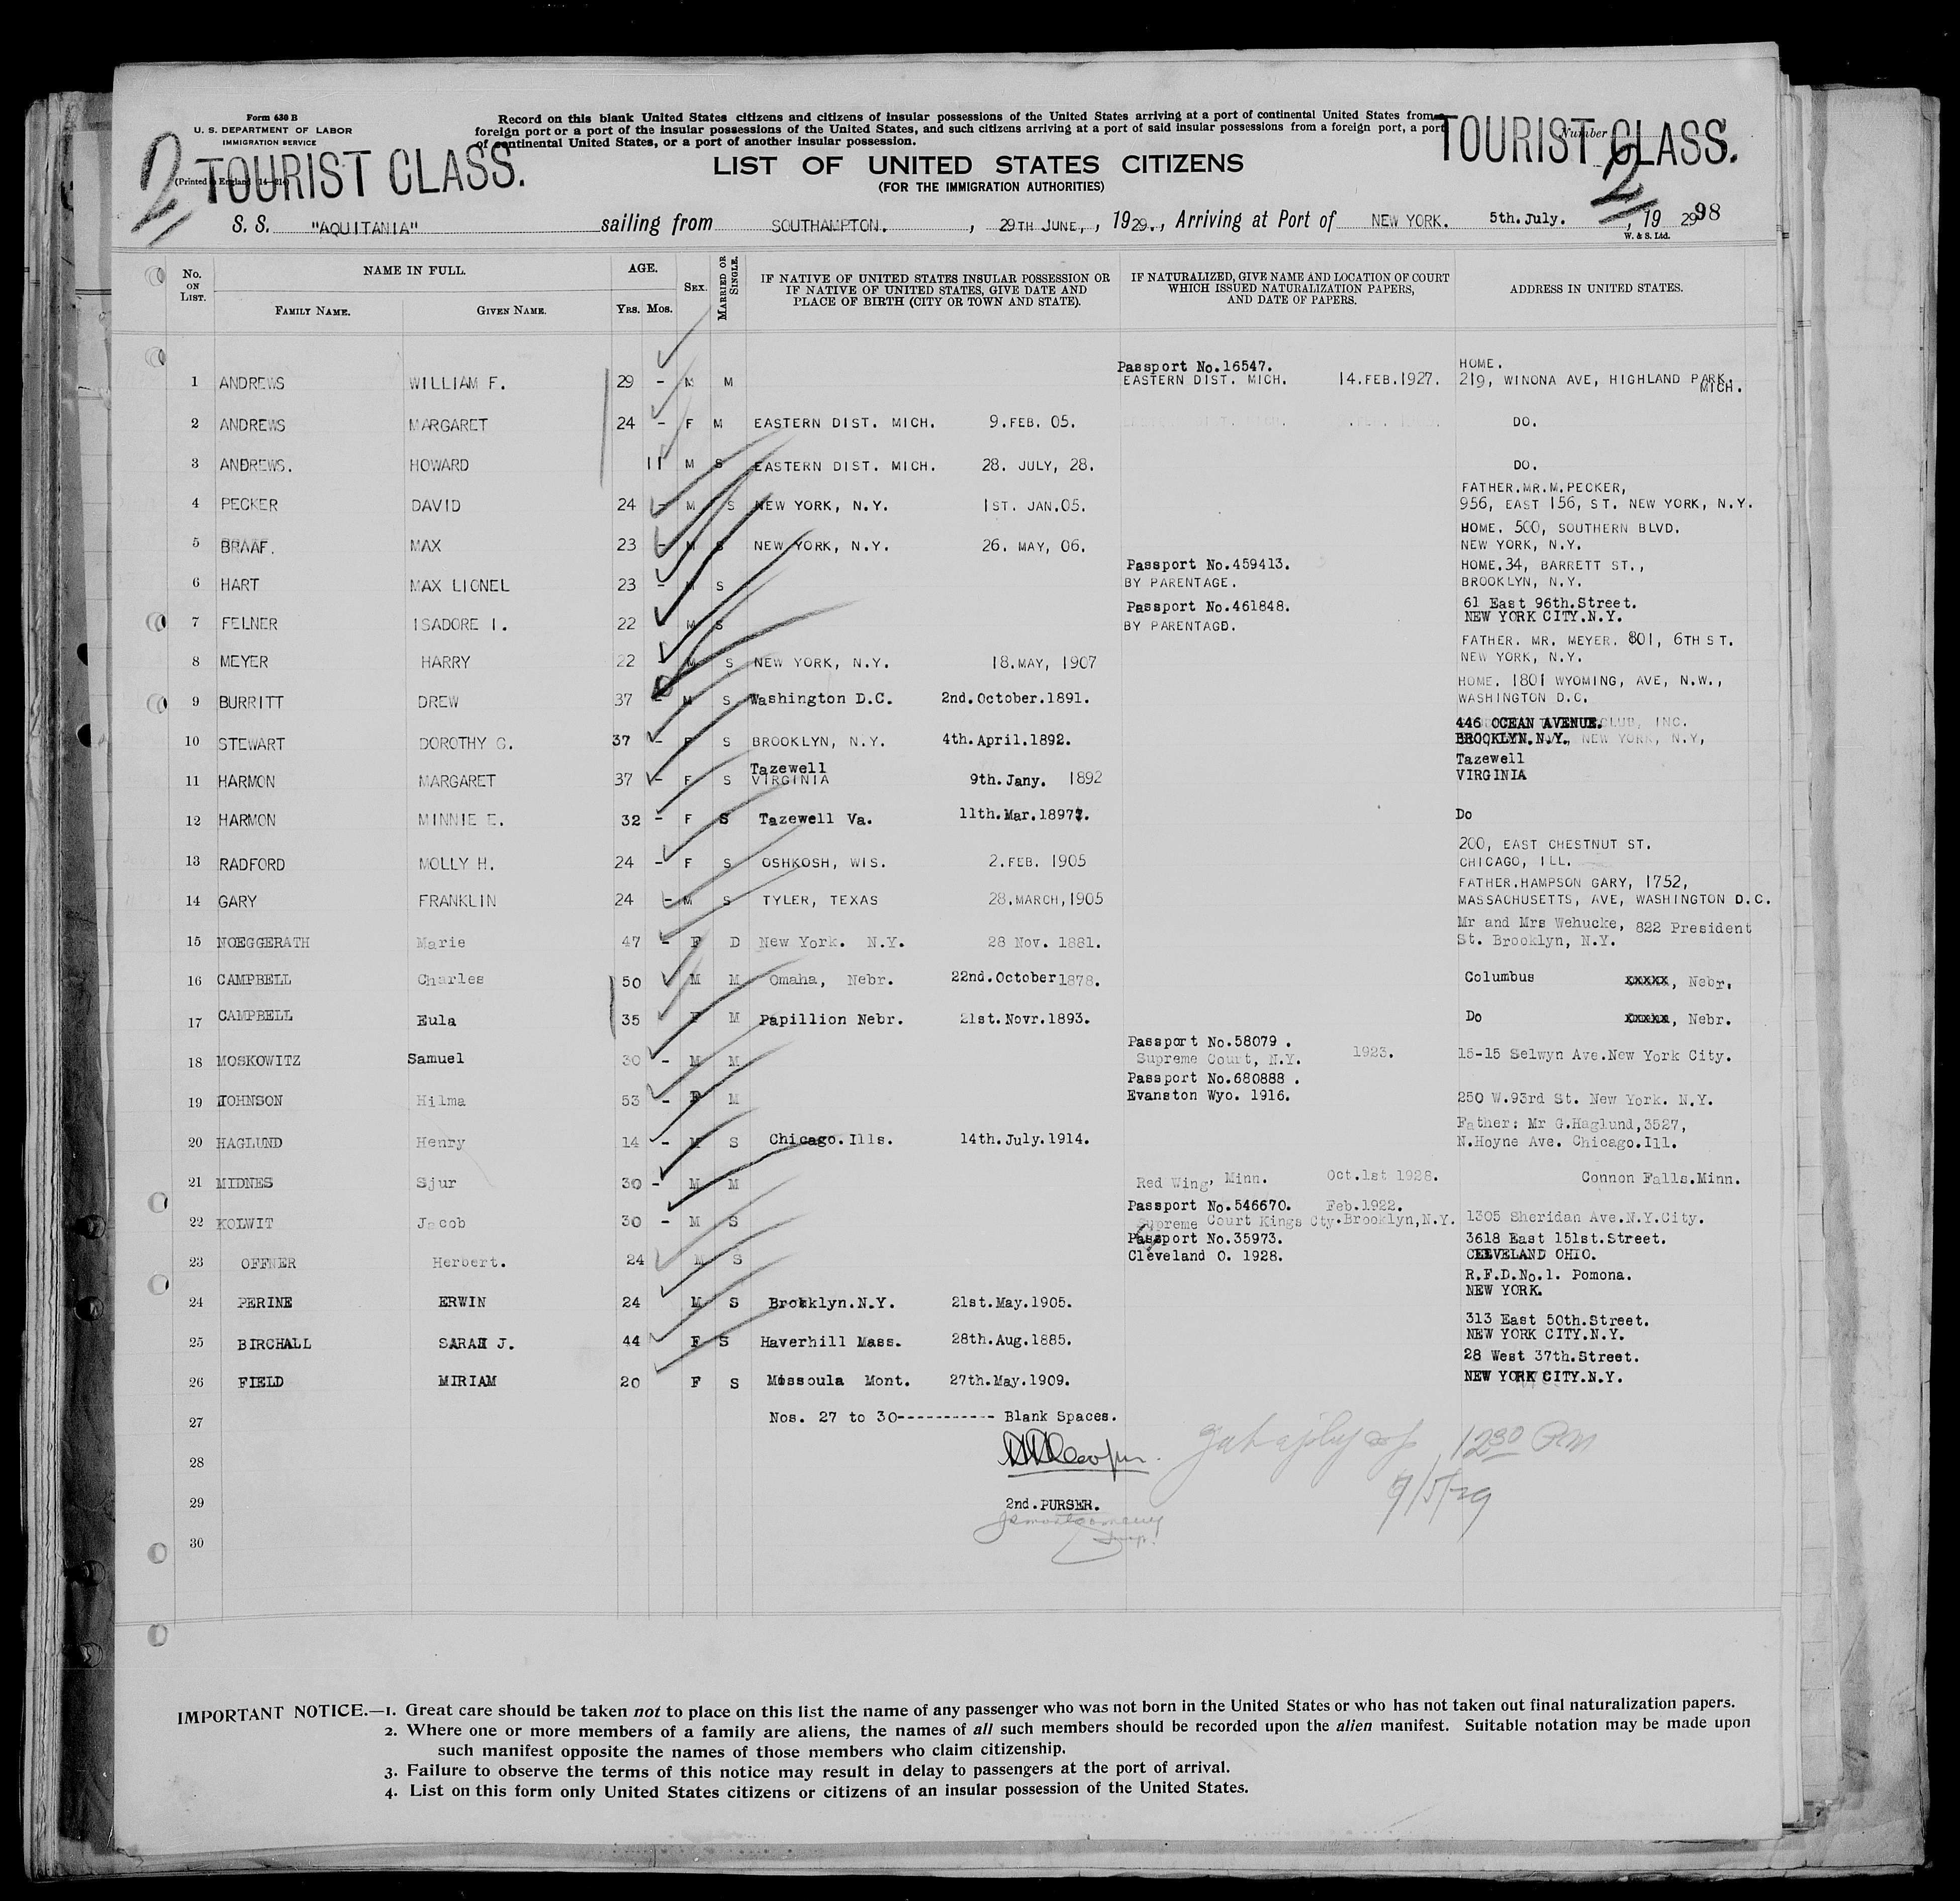 Form 630 B
U. S. DEPARTMENT OF LABOR
IMMIGRATION SERVICE
(Printed in England
Record on this blank United States citizens and citizens of insular possessions of the United States arriving at a port of continental United States from
foreign port or a port of the insular possessions of the United States, and such citizens arriving at a port of said insular possessions from a foreign port, a port
of continental United States, or a port of another insular possession.
2 TOURIST CLASS.
TOURIST CLASS.
Number
2
LIST OF UNITED STATES CITIZENS
(FOR THE IMMIGRATION AUTHORITIES)
S. S. "AQUITANIA" sailing from SOUTHAMPTON. , 29TH JUNE, , 1929. , Arriving at Port of NEW YORK. 5th.July. , 19 29 98
W. & S. Ltd.
No. ON LIST. NAME IN FULL. AGE. SEX. MARRIED OR SINGLE. IF NATIVE OF UNITED STATES INSULAR POSSESSION OR IF NATIVE OF UNITED STATES, GIVE DATE AND PLACE OF BIRTH (CITY OR TOWN AND STATE). IF NATURALIZED, GIVE NAME AND LOCATION OF COURT WHICH ISSUED NATURALIZATION PAPERS, AND DATE OF PAPERS. ADDRESS IN UNITED STATES.
FAMILY NAME. GIVEN NAME. YRS. MOS.
Passport No.16547. HOME.
1 ANDREWS WILLIAM F. 29 - M M EASTERN DIST. MICH. 14.FEB.1927. 219, WINONA AVE, HIGHLAND PARK. MICH.
2 ANDREWS MARGARET 24 - F M EASTERN DIST. MICH. 9.FEB. 05. DO.
3 ANDREWS. HOWARD 11 M S EASTERN DIST. MICH. 28. JULY, 28. DO.
FATHER.MR.M.PECKER,
4 PECKER DAVID 24 - M S NEW YORK, N.Y. 1ST. JAN.05. 956, EAST 156, ST. NEW YORK, N.Y.
HOME. 500, SOUTHERN BLVD.
5 BRAAF. MAX 23 - M S NEW YORK, N.Y. 26. MAY, 06. NEW YORK, N.Y.
Passport No.459413. HOME.34, BARRETT ST.,
6 HART MAX LIONEL 23 - M S BY PARENTAGE. BROOKLYN, N.Y.
Passport No.461848. 61 East 96th.Street.
7 FELNER ISADORE I. 22 M S BY PARENTAGD. NEW YORK CITY.N.Y.
FATHER. MR. MEYER. 801, 6TH ST.
8 MEYER HARRY 22 M S NEW YORK, N.Y. 18.MAY, 1907 NEW YORK, N.Y.
HOME. 1801 WYOMING, AVE, N.W.,
9 BURRITT DREW 37 - M S Washington D.C. 2nd.October.1891. WASHINGTON D.C.
446 OCEAN AVENUE. CLUB, INC.
10 STEWART DOROTHY G. 37 - F S BROOKLYN, N.Y. 4th.April.1892. BROOKLYN.N.Y. NEW YORK, N.Y,
Tazewell Tazewell
11 HARMON MARGARET 37 - F S VIRGINIA 9th.Jany. 1892 VIRGINIA
12 HARMON MINNIE E. 32 - F S Tazewell Va. 11th.Mar.1897. Do
200, EAST CHESTNUT ST.
13 RADFORD MOLLY H. 24 - F S OSHKOSH, WIS. 2.FEB. 1905 CHICAGO, ILL.
FATHER.HAMPSON GARY, 1752,
14 GARY FRANKLIN 24 - M S TYLER, TEXAS 28.MARCH,1905 MASSACHUSETTS, AVE, WASHINGTON D.C.
Mr and Mrs Wehucke, 822 President
15 NOEGGERATH Marie 47 - F D New York. N.Y. 28 Nov. 1881. St. Brooklyn, N.Y.
16 CAMPBELL Charles 50 M M Omaha, Nebr. 22nd.October 1878. Columbus xxxxx, Nebr.
17 CAMPBELL Eula 35 F M Papillion Nebr. 21st.Novr.1893. Do xxxxx, Nebr.
Passport No.58079 .
18 MOSKOWITZ Samuel 30 - M M Supreme Court, N.Y. 1923. 15-15 Selwyn Ave.New York City.
Passport No.680888 .
19 JOHNSON Hilma 53 - F M Evanston Wyo. 1916. 250 W.93rd St. New York. N.Y.
Father: Mr G.Haglund,3527,
20 HAGLUND Henry 14 - M S Chicago.Ills. 14th.July.1914. N.Hoyne Ave. Chicago.Ill.
21 MIDNES Sjur 30 - M M Red Wing, Minn. Oct.1st 1928. Connon Falls.Minn.
Passport No.546670. Feb.1922.
22 KOLWIT Jacob 30 - M S Supreme Court Kings Cty.Brooklyn,N.Y. 1305 Sheridan Ave.N.Y.City.
Passport No.35973. 3618 East 151st.Street.
23 OFFNER Herbert. 24 M S Cleveland O. 1928. CLEVELAND OHIO.
R.F.D.No.1. Pomona.
NEW YORK.
24 PERINE ERWIN 24 M S Brooklyn.N.Y. 21st.May.1905.
313 East 50th.Street.
25 BIRCHALL SARAH J. 44 F S Haverhill Mass. 28th.Aug.1885. NEW YORK CITY.N.Y.
28 West 37th.Street.
26 FIELD MIRIAM 20 F S Missoula Mont. 27th.May.1909. NEW YORK CITY.N.Y.
27 Nos. 27 to 30----------- Blank Spaces.
28 1230 Pm
7/5/29
29 2nd.PURSER.
30
IMPORTANT NOTICE.—1. Great care should be taken not to place on this list the name of any passenger who was not born in the United States or who has not taken out final naturalization papers.
2. Where one or more members of a family are aliens, the names of all such members should be recorded upon the alien manifest. Suitable notation may be made upon
such manifest opposite the names of those members who claim citizenship.
3. Failure to observe the terms of this notice may result in delay to passengers at the port of arrival.
4. List on this form only United States citizens or citizens of an insular possession of the United States.